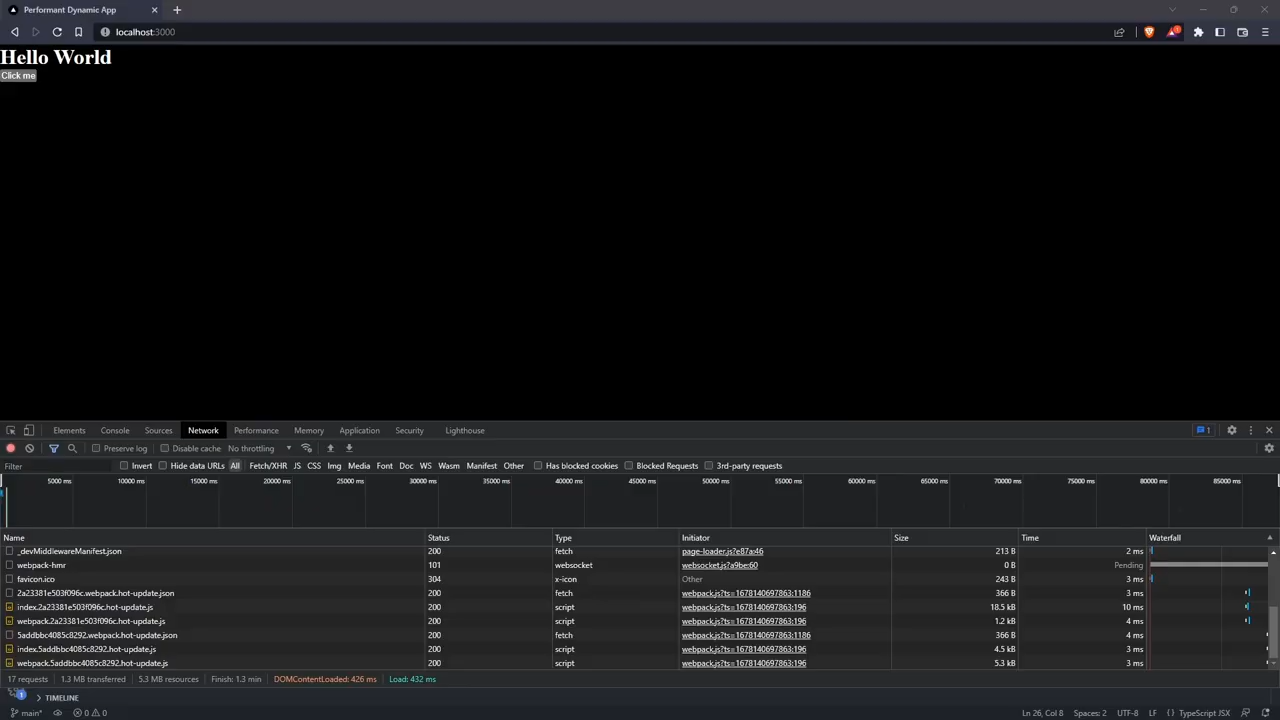 Performant Dynamic App
localhost:3000
Hello World
Click me
Elements Console Sources Network Performance Memory Application Security Lighthouse 1
Preserve log Disable cache No throttling
Filter Invert Hide data URLs All Fetch/XHR JS CSS Img Media Font Doc WS Wasm Manifest Other Has blocked cookies Blocked Requests 3rd-party requests
5000 ms 10000 ms 15000 ms 20000 ms 25000 ms 30000 ms 35000 ms 40000 ms 45000 ms 50000 ms 55000 ms 60000 ms 65000 ms 70000 ms 75000 ms 80000 ms 85000 ms
Name Status Type Initiator Size Time Waterfall
_devMiddlewareManifest.json 200 fetch page-loader.js?e87a:46 213 B 2 ms
webpack-hmr 101 websocket websocket.js?a9be:60 0 B Pending
favicon.ico 304 x-icon Other 243 B 3 ms
2a23381e503f096c.webpack.hot-update.json 200 fetch webpack.js?ts=1678140697863:1186 366 B 3 ms
index.2a23381e503f096c.hot-update.js 200 script webpack.js?ts=1678140697863:196 18.5 kB 10 ms
webpack.2a23381e503f096c.hot-update.js 200 script webpack.js?ts=1678140697863:196 1.2 kB 4 ms
5addbbc4085c8292.webpack.hot-update.json 200 fetch webpack.js?ts=1678140697863:1186 366 B 4 ms
index.5addbbc4085c8292.hot-update.js 200 script webpack.js?ts=1678140697863:196 4.5 kB 3 ms
webpack.5addbbc4085c8292.hot-update.js 200 script webpack.js?ts=1678140697863:196 5.3 kB 3 ms
17 requests 1.3 MB transferred 5.3 MB resources Finish: 1.3 min DOMContentLoaded: 426 ms Load: 432 ms
1 TIMELINE
main* 0 0 Ln 26, Col 8 Spaces: 2 UTF-8 LF { } TypeScript JSX